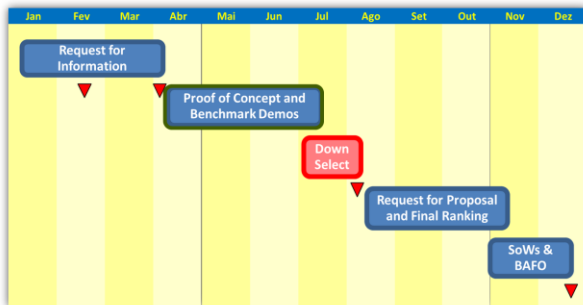 Jan Fev Mar Abr Mai Jun Jul Ago Set Out Nov Dez
Request for
Information
Proof of Concept and
Benchmark Demos
Down
Select
Request for Proposal
and Final Ranking
SoWs &
BAFO